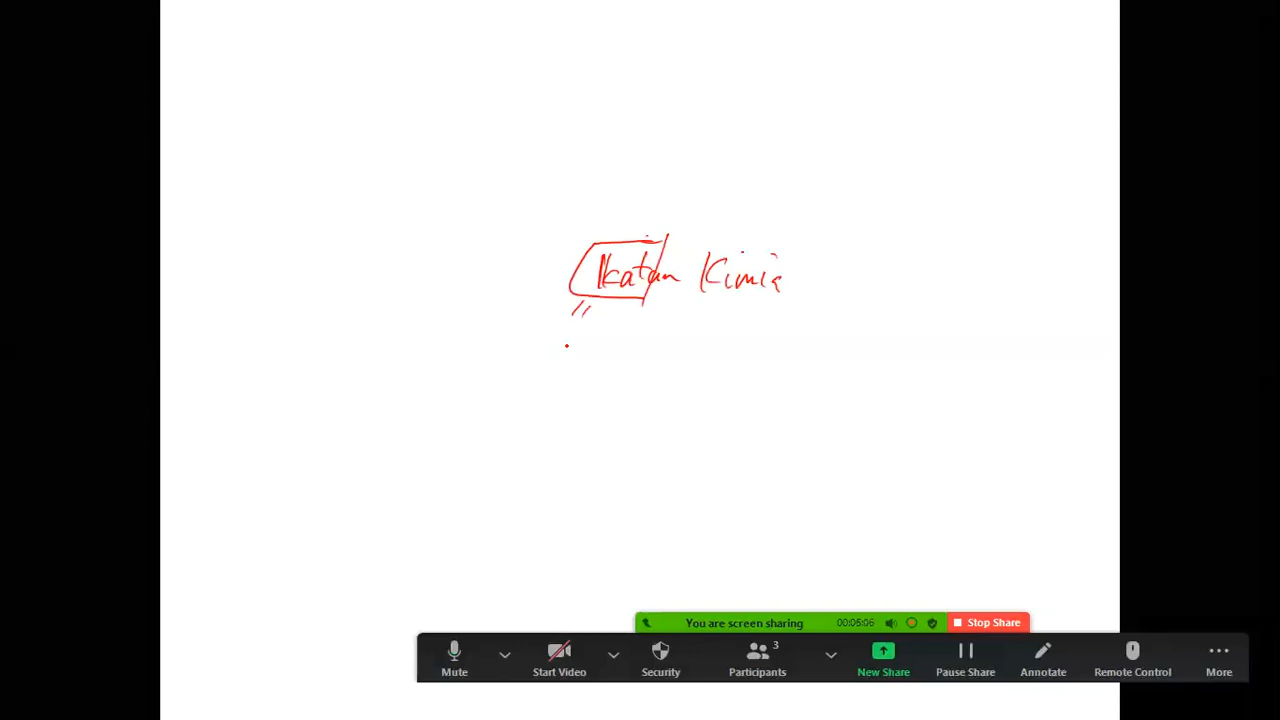 Ikatan Kimia
You are screen sharing 00:05:06 Stop Share
3
Mute Start Video Security Participants New Share Pause Share Annotate Remote Control More